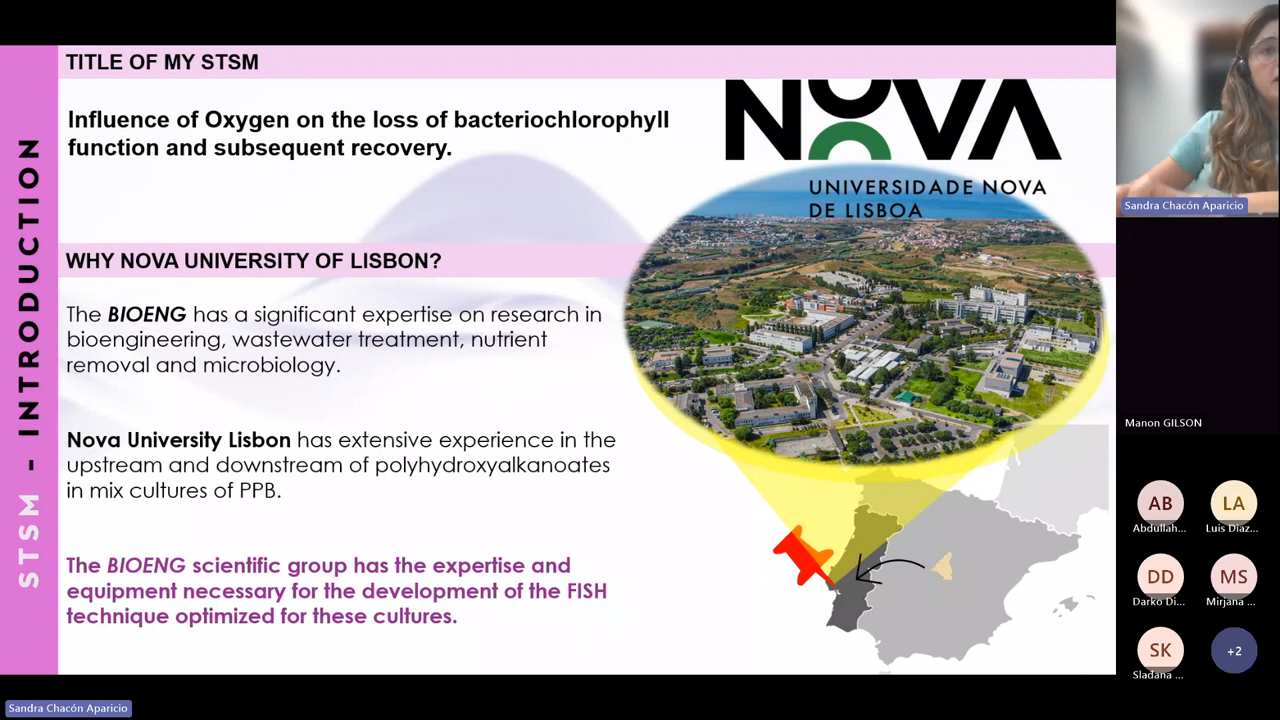 STSM - INTRODUCTION
TITLE OF MY STSM
Influence of Oxygen on the loss of bacteriochlorophyll
function and subsequent recovery.
NOVA
UNIVERSIDADE NOVA
DE LISBOA
WHY NOVA UNIVERSITY OF LISBON?
The BIOENG has a significant expertise on research in
bioengineering, wastewater treatment, nutrient
removal and microbiology.
Nova University Lisbon has extensive experience in the
upstream and downstream of polyhydroxyalkanoates
in mix cultures of PPB.
The BIOENG scientific group has the expertise and
equipment necessary for the development of the FISH
technique optimized for these cultures.
Sandra Chacón Aparicio
Manon GILSON
AB
Abdullah...
LA
Luis Diaz...
DD
Darko Di...
MS
Mirjana ...
SK
Slađana ...
+2
Sandra Chacón Aparicio